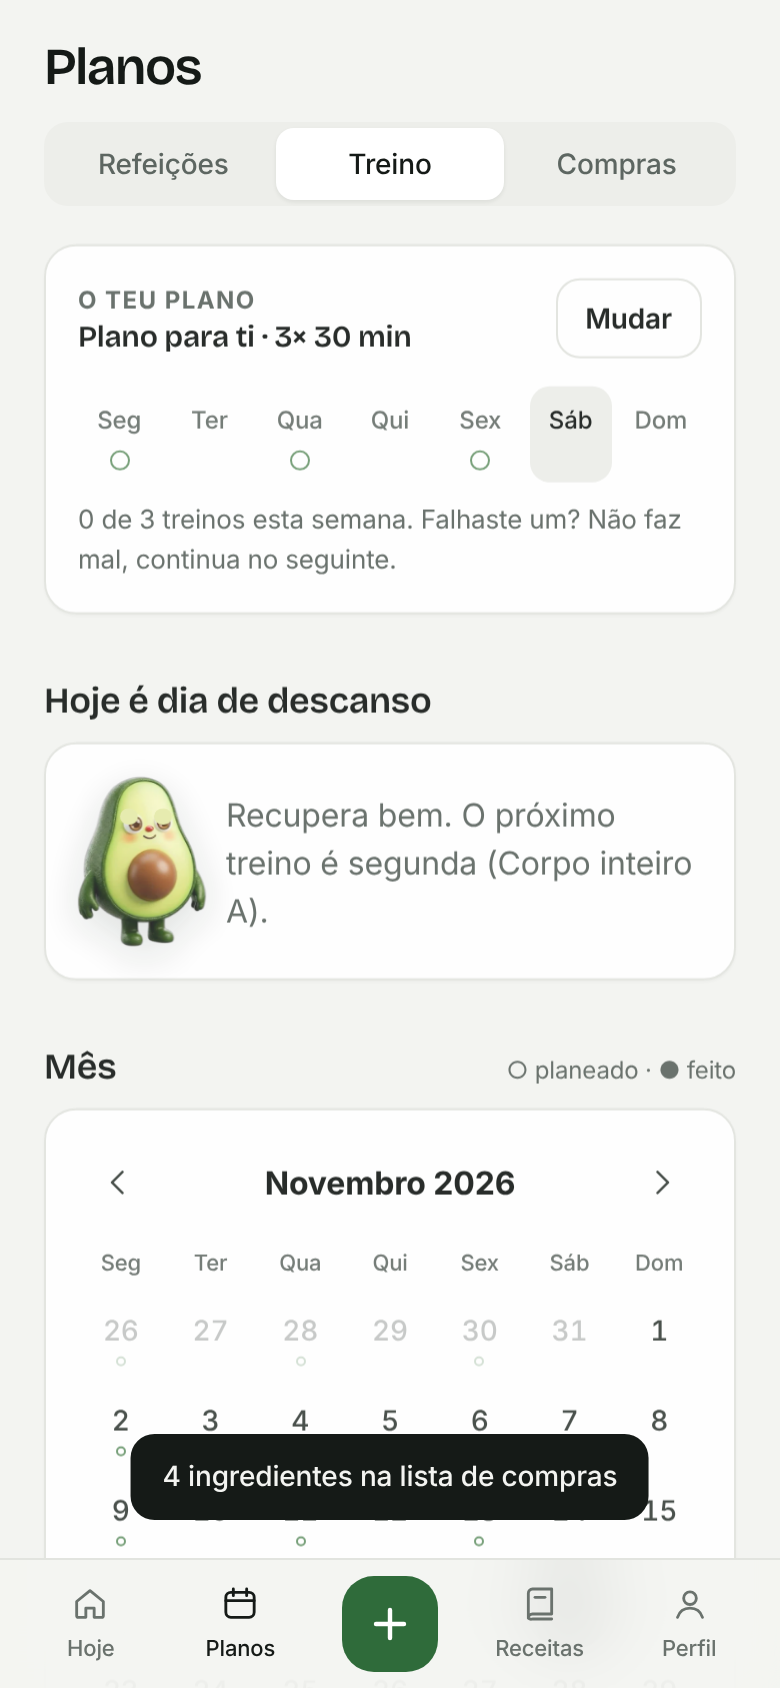 Planos
Refeições Treino Compras
O TEU PLANO
Plano para ti · 3× 30 min
Mudar
Seg Ter Qua Qui Sex Sáb Dom
0 de 3 treinos esta semana. Falhaste um? Não faz
mal, continua no seguinte.
Hoje é dia de descanso
Recupera bem. O próximo
treino é segunda (Corpo inteiro
A).
Mês
planeado · feito
Novembro 2026
Seg Ter Qua Qui Sex Sáb Dom
26 27 28 29 30 31 1
2 3 4 5 6 7 8
4 ingredientes na lista de compras
9 15
Hoje Planos Receitas Perfil